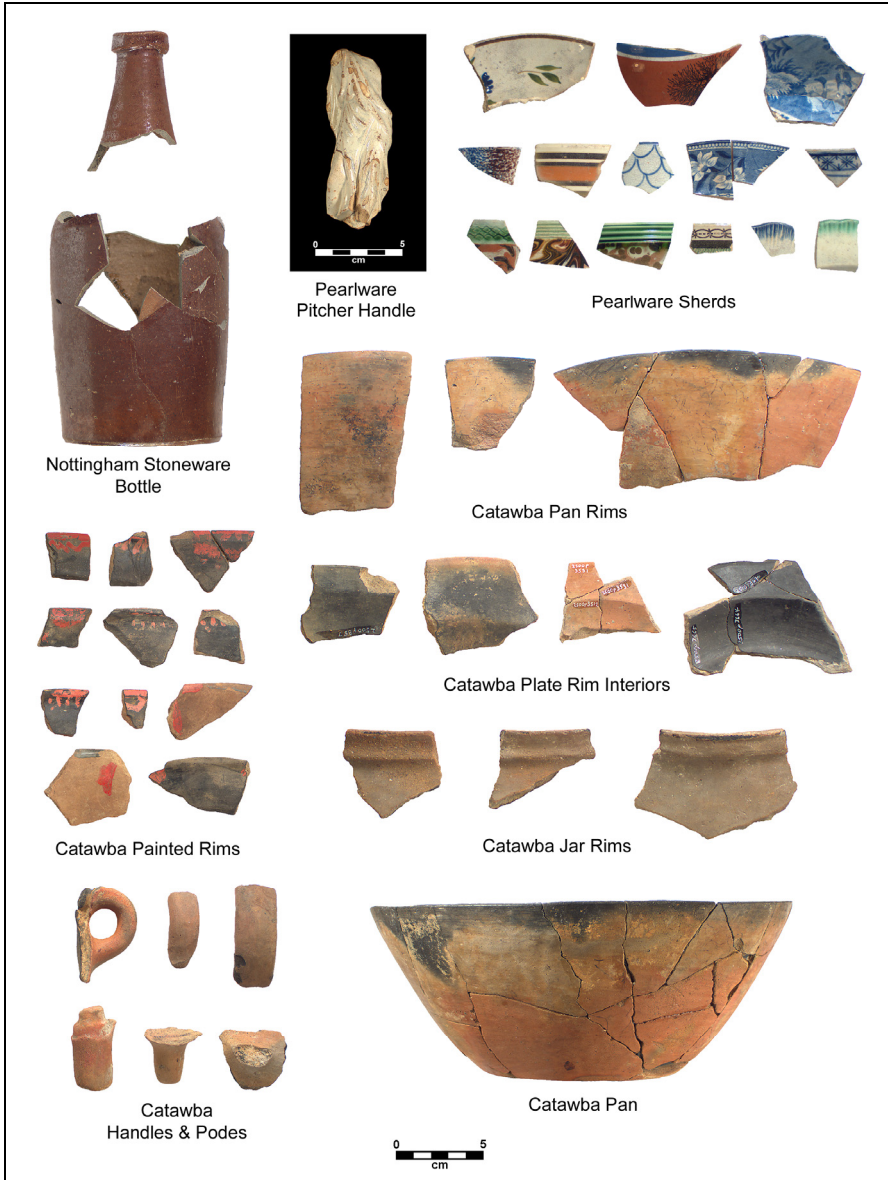 0 5
cm
Pearlware
Pitcher Handle
Pearlware Sherds
Nottingham Stoneware
Bottle
Catawba Pan Rims
Catawba Plate Rim Interiors
Catawba Painted Rims
Catawba Jar Rims
Catawba
Handles & Podes
Catawba Pan
0 5
cm